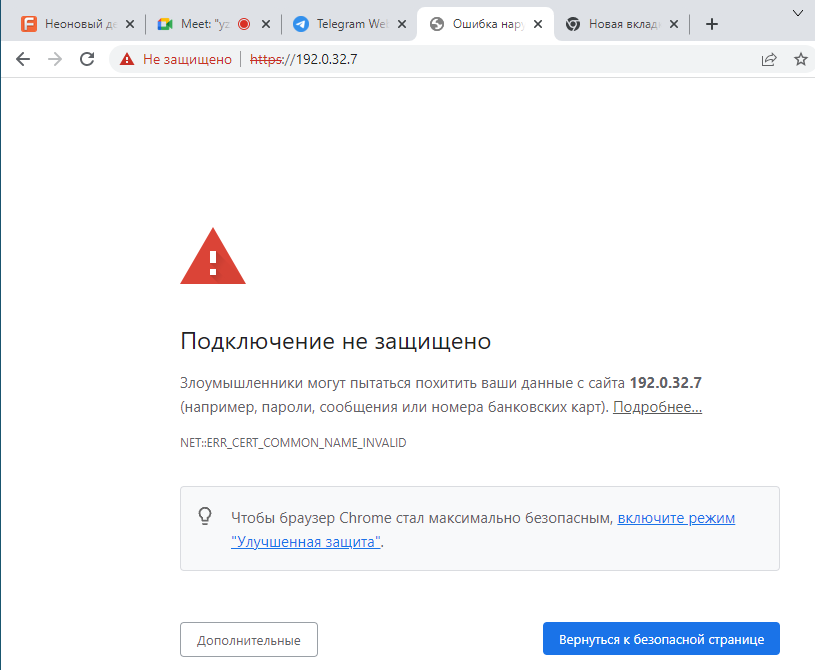 Неоновый де
Meet: "yz
Telegram We
Ошибка нару
Новая вклад
Не защищено https://192.0.32.7
Подключение не защищено
Злоумышленники могут пытаться похитить ваши данные с сайта 192.0.32.7
(например, пароли, сообщения или номера банковских карт). Подробнее...
NET::ERR_CERT_COMMON_NAME_INVALID
Чтобы браузер Chrome стал максимально безопасным, включите режим
"Улучшенная защита".
Дополнительные
Вернуться к безопасной странице